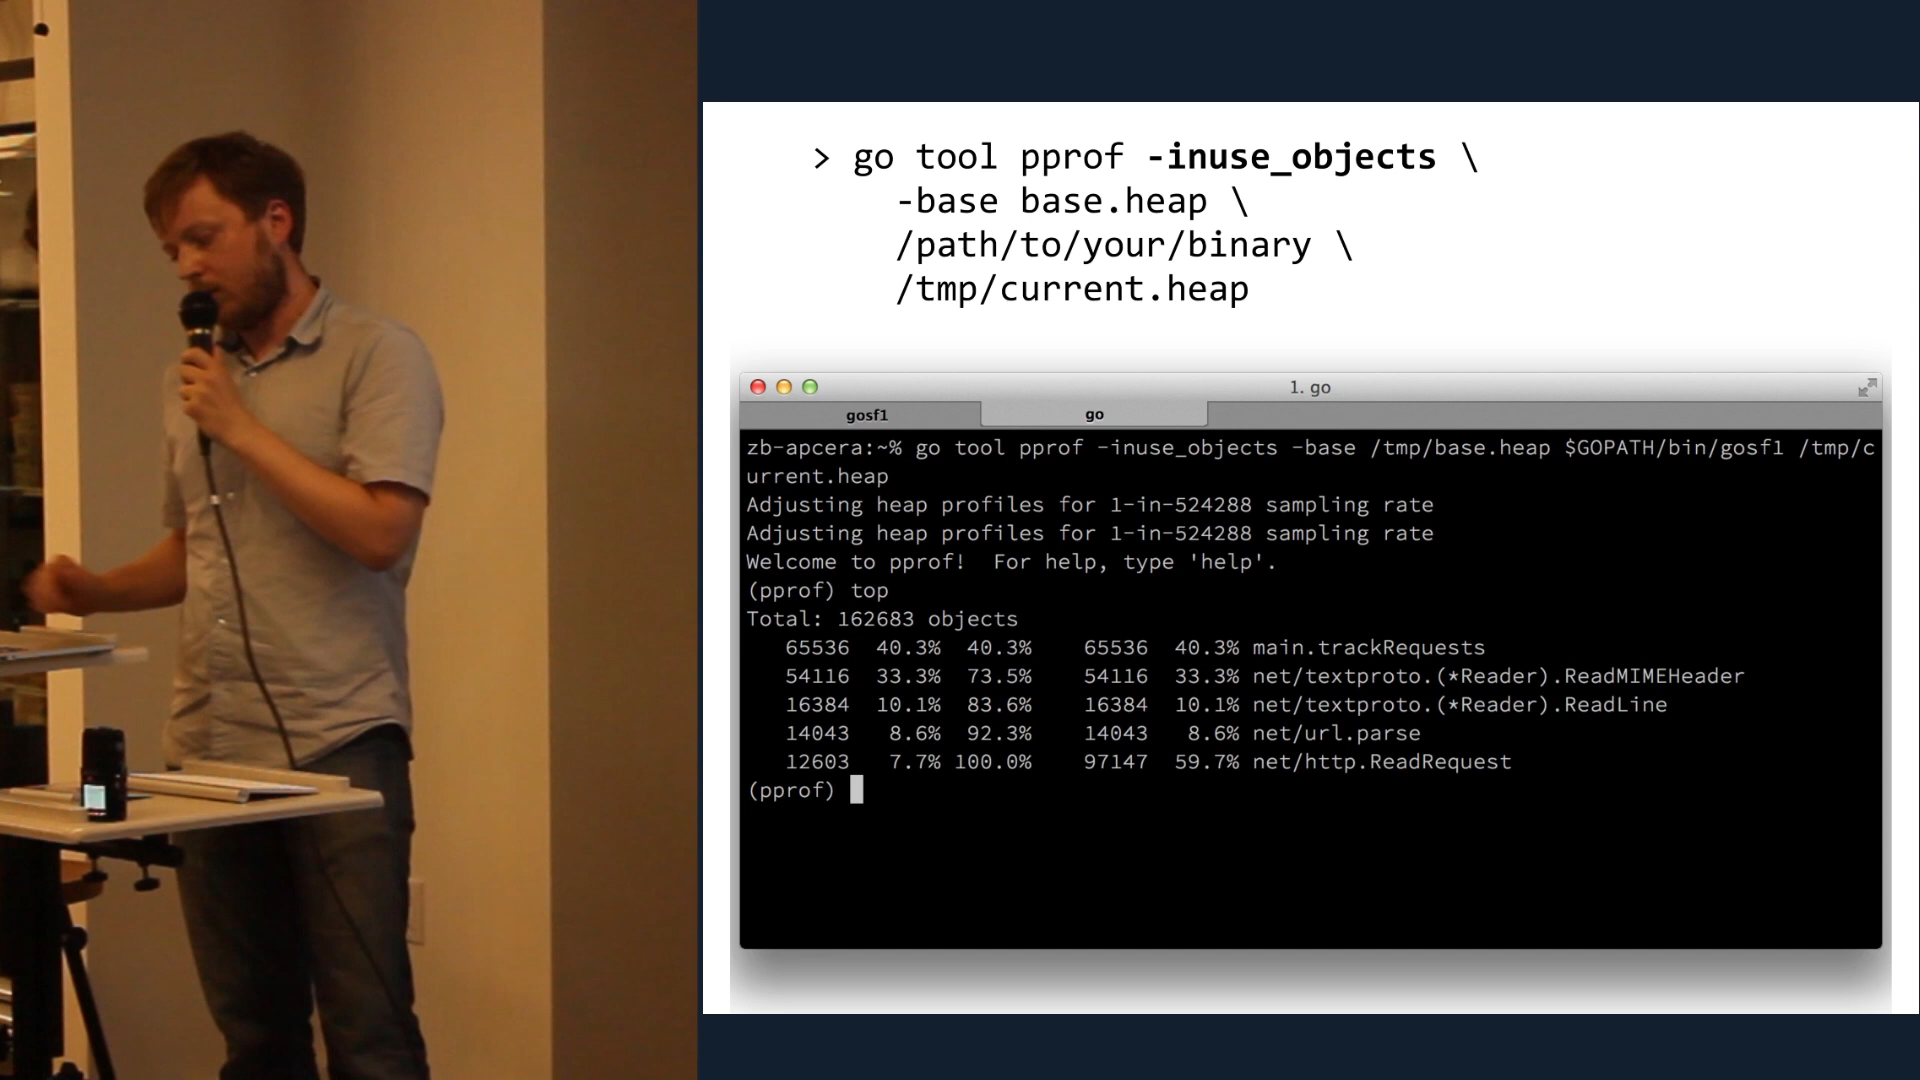 > go tool pprof -inuse_objects \
-base base.heap \
/path/to/your/binary \
/tmp/current.heap
1. go
gosf1
go
zb-apcera:~% go tool pprof -inuse_objects -base /tmp/base.heap $GOPATH/bin/gosf1 /tmp/c
urrent.heap
Adjusting heap profiles for 1-in-524288 sampling rate
Adjusting heap profiles for 1-in-524288 sampling rate
Welcome to pprof!  For help, type 'help'.
(pprof) top
Total: 162683 objects
65536  40.3%  40.3%    65536  40.3% main.trackRequests
54116  33.3%  73.5%    54116  33.3% net/textproto.(*Reader).ReadMIMEHeader
16384  10.1%  83.6%    16384  10.1% net/textproto.(*Reader).ReadLine
14043   8.6%  92.3%    14043   8.6% net/url.parse
12603   7.7% 100.0%    97147  59.7% net/http.ReadRequest
(pprof)